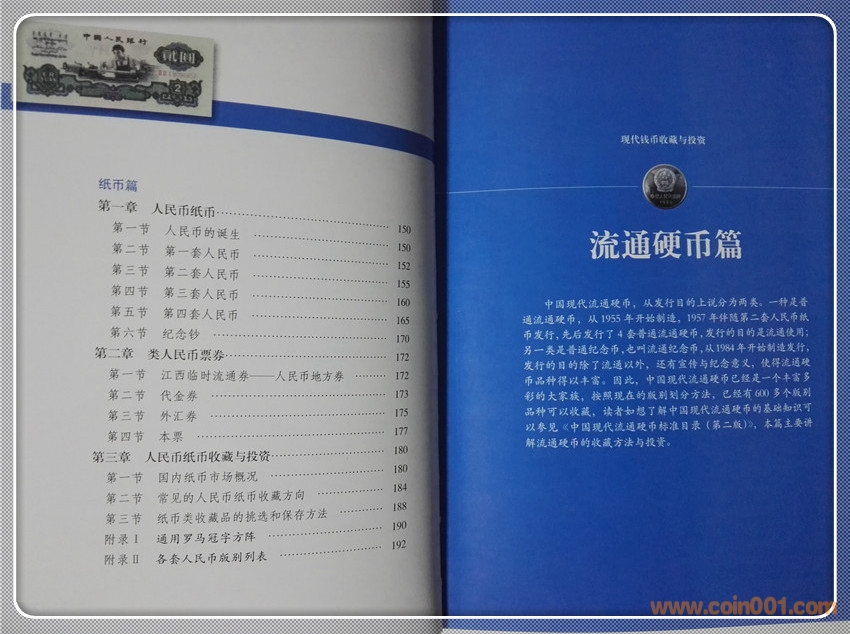 中国人民银行
贰圆
2
纸币篇
第一章 人民币纸币 150
第一节 人民币的诞生 150
第二节 第一套人民币 152
第三节 第二套人民币 155
第四节 第三套人民币 160
第五节 第四套人民币 165
第六节 纪念钞 170
第二章 类人民币票券 172
第一节 江西临时流通券——人民币地方券 172
第二节 代金券 173
第三节 外汇券 175
第四节 本票 177
第三章 人民币纸币收藏与投资 180
第一节 国内纸币市场概况 180
第二节 常见的人民币纸币收藏方向 184
第三节 纸币类收藏品的挑选和保存方法 188
附录Ⅰ 通用罗马冠字方阵 190
附录Ⅱ 各套人民币版别列表 192
现代钱币收藏与投资
流通硬币篇
中国现代流通硬币，从发行目的上说分为两类。一种是普
通流通硬币，从1955年开始制造，1957年伴随第二套人民币纸
币发行，先后发行了4套普通流通硬币，发行的目的是流通使用；
另一类是普通纪念币，也叫流通纪念币，从1984年开始制造发行，
发行的目的除了流通以外，还有宣传与纪念意义，使得流通硬
币品种得以丰富。因此，中国现代流通硬币已经是一个丰富多
彩的大家族，按照现在的版别划分方法，已经有600多个版别
品种可以收藏，读者如想了解中国现代流通硬币的基础知识可
以参见《中国现代流通硬币标准目录（第二版）》，本篇主要讲
解流通硬币的收藏方法与投资。
www.coin001.com